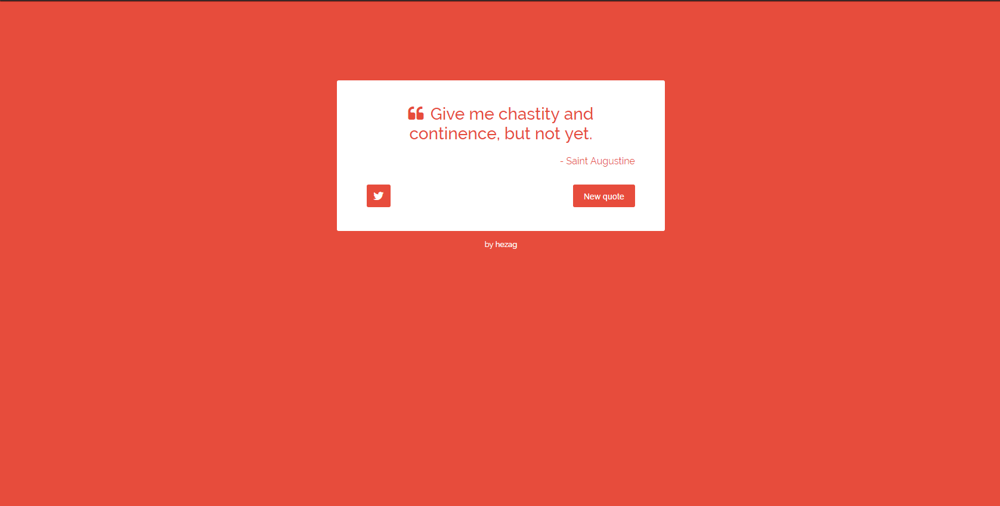 ❝ Give me chastity and
continence, but not yet.
- Saint Augustine
New quote
by hezag